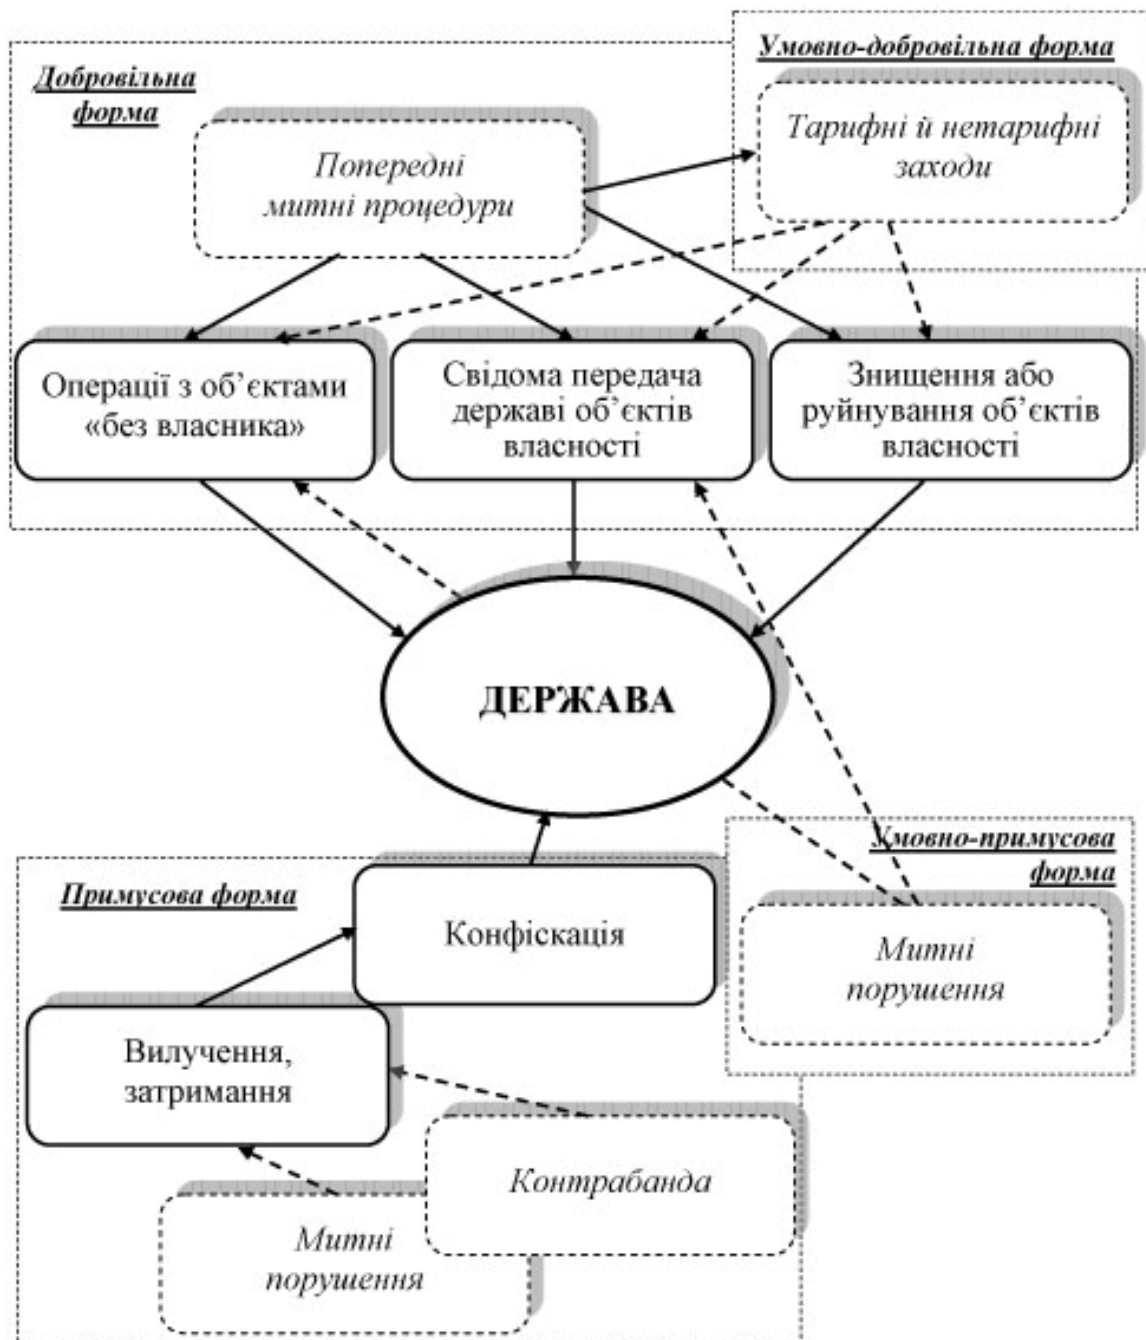 Умовно-добровільна форма
Добровільна
форма
Тарифні й нетарифні
заходи
Попередні
митні процедури
Операції з об’єктами
«без власника»
Свідома передача
державі об’єктів
власності
Знищення або
руйнування об’єктів
власності
ДЕРЖАВА
Умовно-примусова
форма
Примусова форма
Конфіскація
Митні
порушення
Вилучення,
затримання
Контрабанда
Митні
порушення